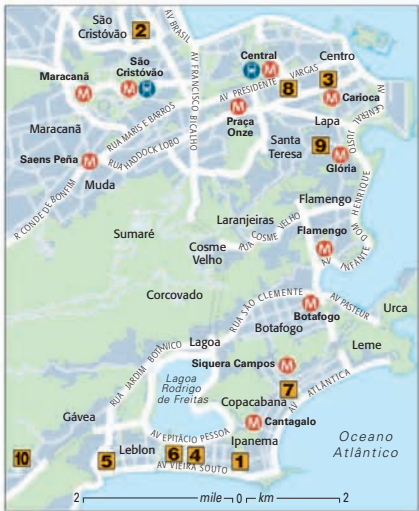 São
Cristóvão
2
AV BRASIL
São
Cristóvão
M
Maracanã
M
AV FRANCISCO BICALHO
Central
M
Centro
AV PRESIDENTE VARGAS
8
3
M
Carioca
AV GENERAL JUSTO
RUA MARIS E BARROS
M
Praça
Onze
Lapa
Maracanã
RUA HADDOCK LOBO
Santa
Teresa
9
M
Glória
Saens Peña
M
Muda
R CONDE DE BONFIM
Flamengo
AV INFANTE DOM HENRIQUE
Laranjeiras
Sumaré
RUA COSME VELHO
Flamengo
M
Cosme
Velho
Corcovado
RUA SÃO CLEMENTE
M
Botafogo
AV PASTEUR
Urca
Botafogo
Lagoa
Leme
RUA JARDIM BOTÂNICO
Siquera Campos
M
Lagoa
Rodrigo
de Freitas
7
AV ATLÂNTICA
Copacabana
M
Cantagalo
Gávea
AV EPITÁCIO PESSOA
Ipanema
Oceano
Atlântico
Leblon
10
5
6
4
1
AV VIEIRA SOUTO
2
mile
0
km
2